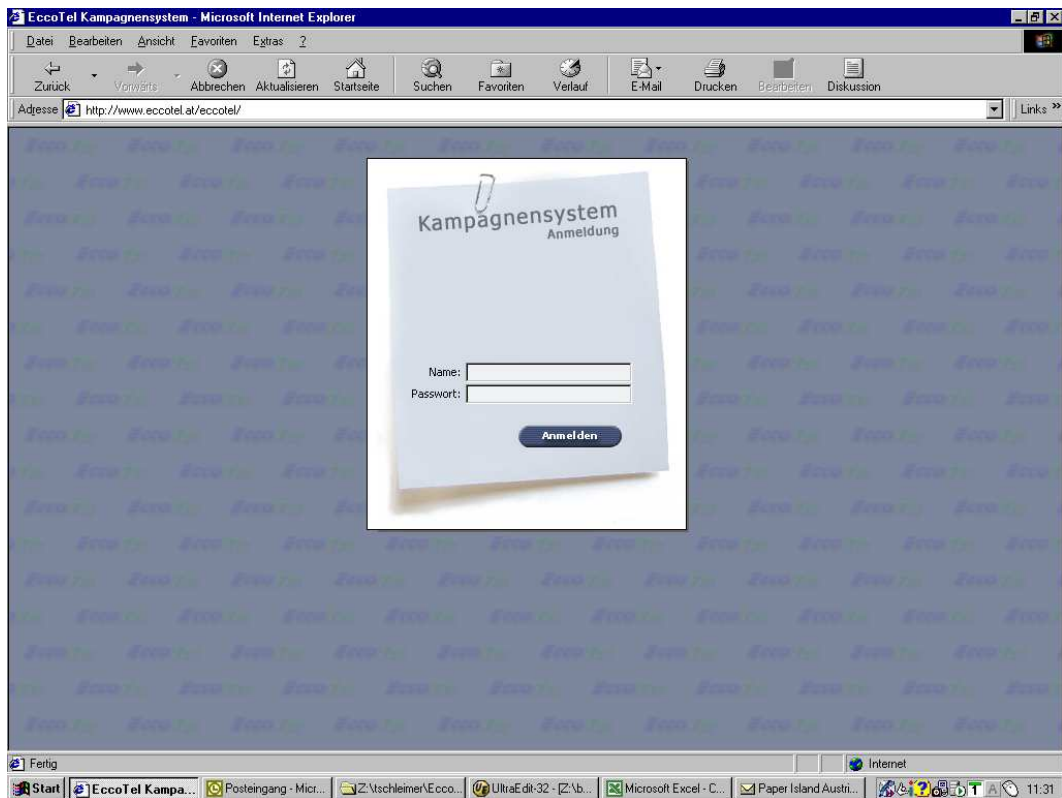 EccoTel Kampagnensystem - Microsoft Internet Explorer
Datei Bearbeiten Ansicht Favoriten Extras ?
Zurück Vorwärts Abbrechen Aktualisieren Startseite Suchen Favoriten Verlauf E-Mail Drucken Bearbeiten Diskussion
Adresse http://www.eccotel.at/eccotel/ Links »
Kampagnensystem
Anmeldung
Name:
Passwort:
Anmelden
Fertig Internet
Start EccoTel Kampa... Posteingang - Micr... Z:\tschleimer\Ecco... UltraEdit-32 - [Z:\b... Microsoft Excel - C... Paper Island Austri... 11:31